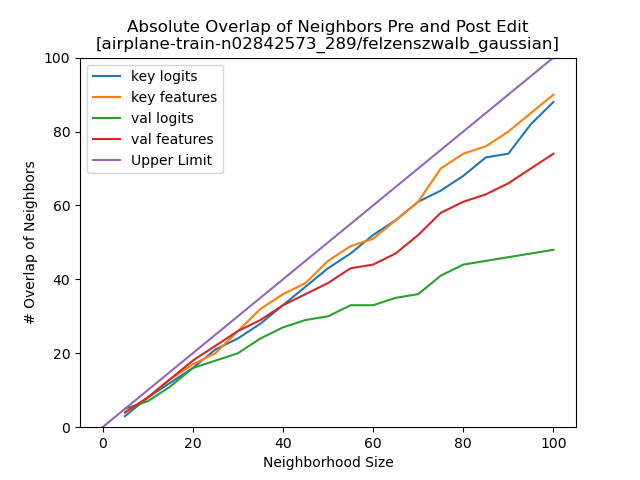 Absolute Overlap of Neighbors Pre and Post Edit
[airplane-train-n02842573_289/felzenszwalb_gaussian]
key logits
key features
val logits
val features
Upper Limit
# Overlap of Neighbors
100
80
60
40
20
0
0 20 40 60 80 100
Neighborhood Size